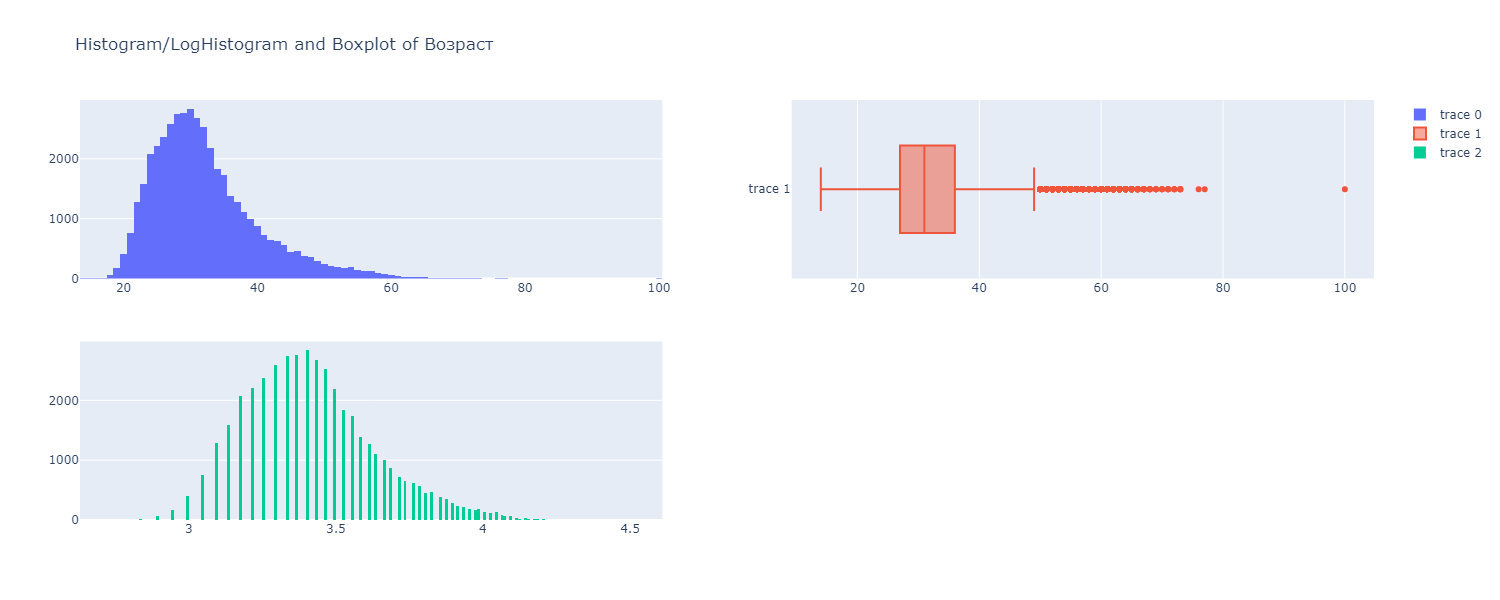 Histogram/LogHistogram and Boxplot of Возраст
2000
1000
0
20 40 60 80 100
trace 1
20 40 60 80 100
trace 0
trace 1
trace 2
2000
1000
0
3 3.5 4 4.5